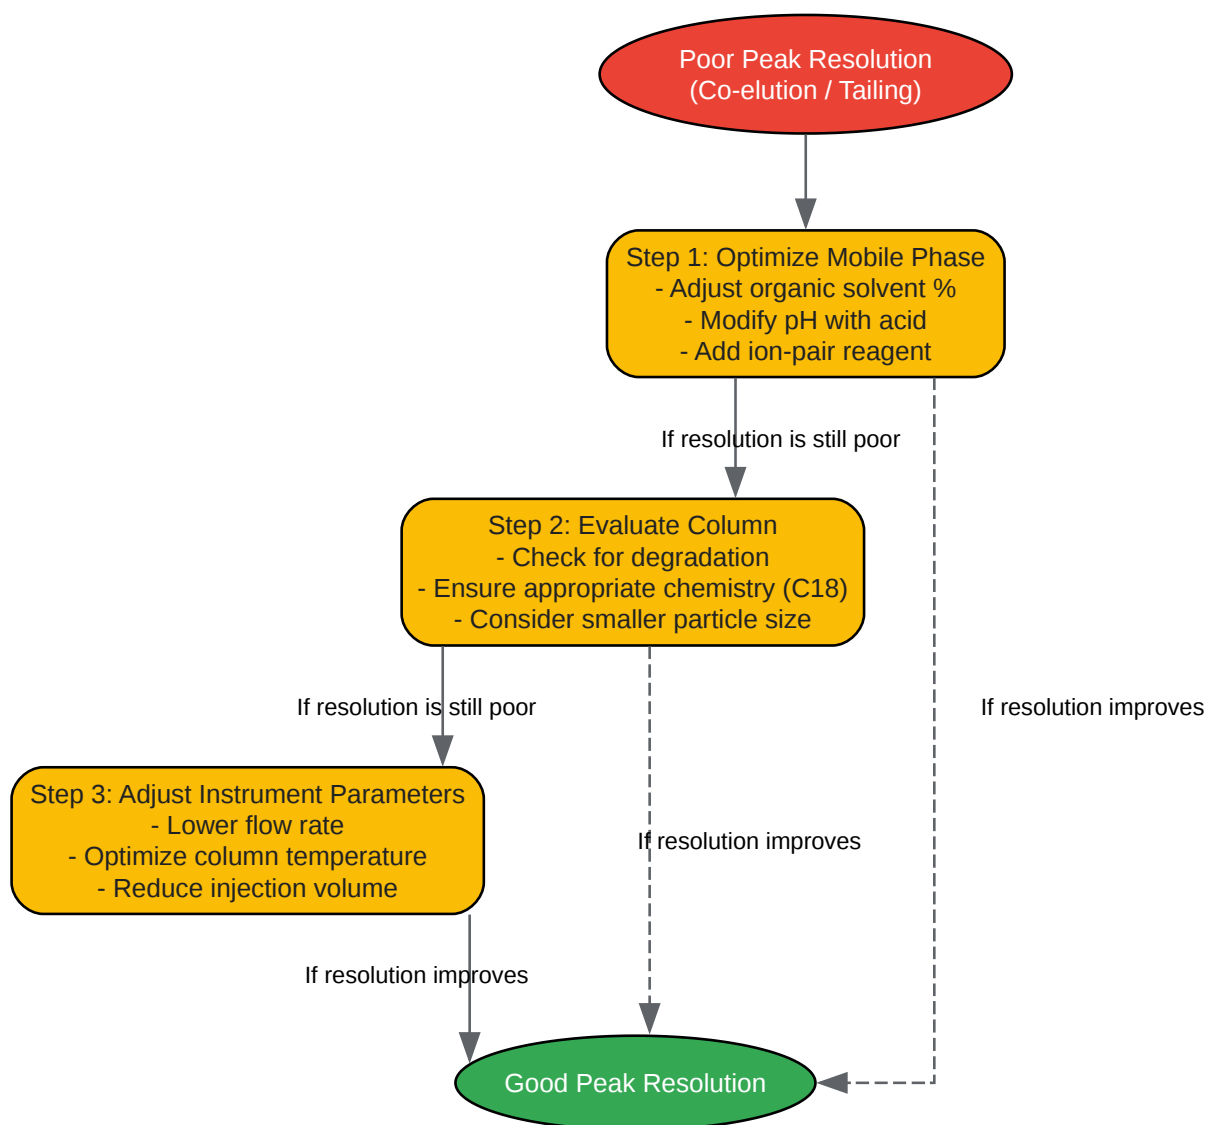 Poor Peak Resolution
(Co-elution / Tailing)
Step 1: Optimize Mobile Phase
- Adjust organic solvent %
- Modify pH with acid
- Add ion-pair reagent
If resolution is still poor
Step 2: Evaluate Column
- Check for degradation
- Ensure appropriate chemistry (C18)
- Consider smaller particle size
If resolution is still poor
If resolution improves
Step 3: Adjust Instrument Parameters
- Lower flow rate
- Optimize column temperature
- Reduce injection volume
If resolution improves
If resolution improves
Good Peak Resolution